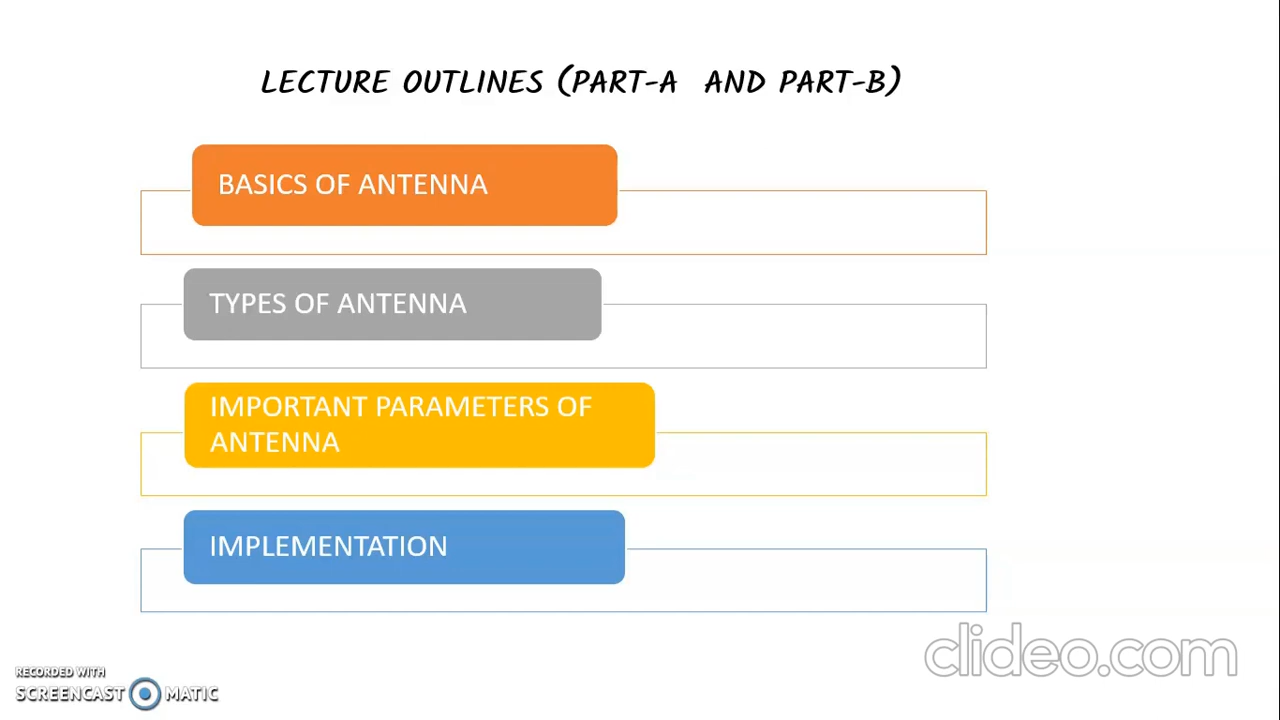 LECTURE OUTLINES (PART-A AND PART-B)
BASICS OF ANTENNA
TYPES OF ANTENNA
IMPORTANT PARAMETERS OF
ANTENNA
IMPLEMENTATION
clideo.com
RECORDED WITH
SCREENCAST MATIC